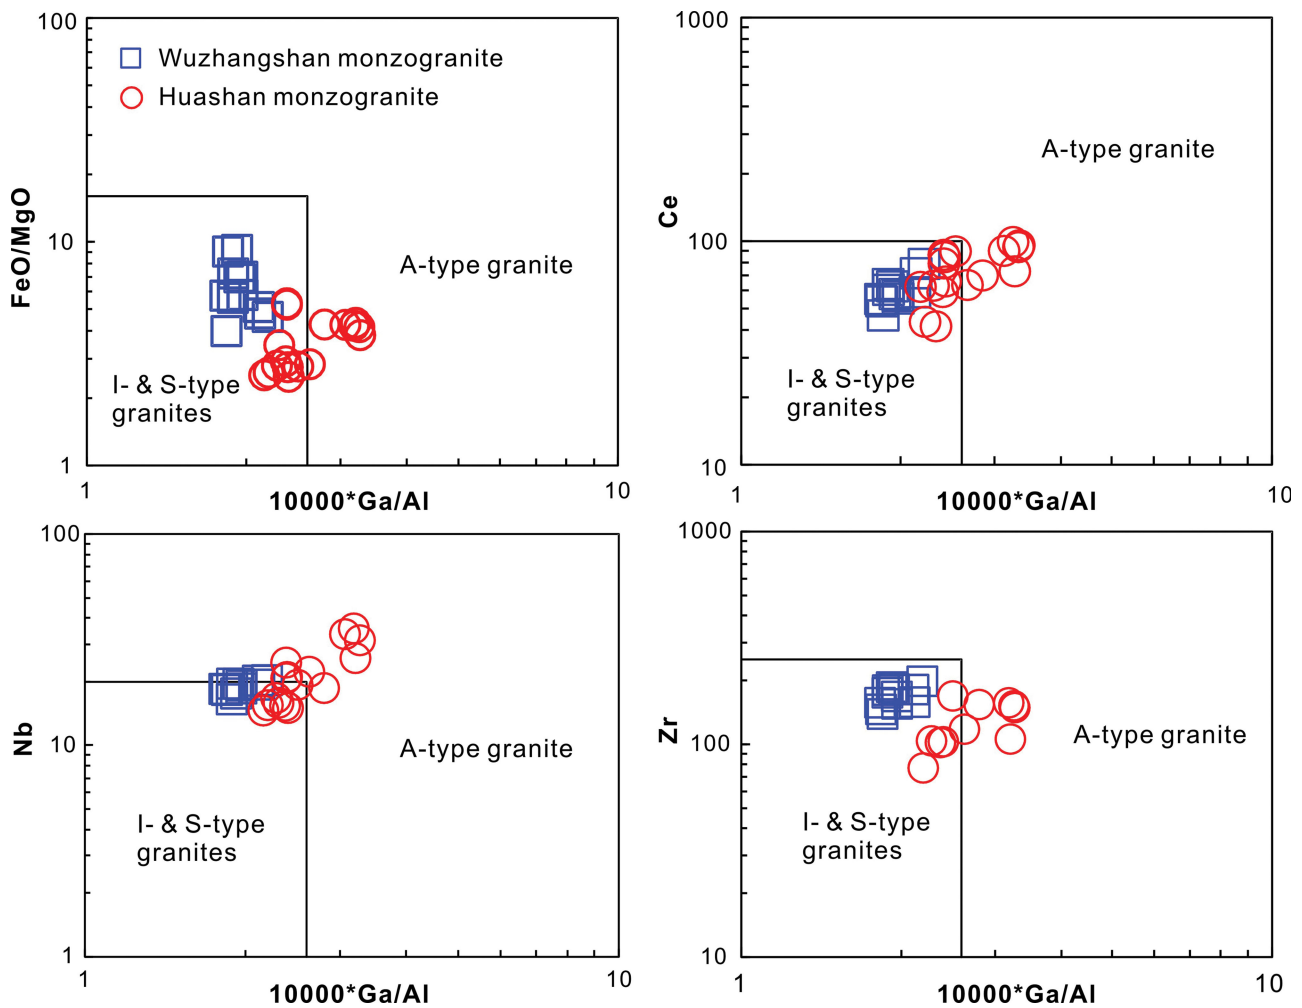 100
Wuzhangshan monzogranite
Huashan monzogranite
FeO/MgO
10
A-type granite
I- & S-type
granites
1
1
10000*Ga/Al
10
1000
A-type granite
Ce
100
I- & S-type
granites
10
1
10000*Ga/Al
10
100
Nb
10
A-type granite
I- & S-type
granites
1
1
10000*Ga/Al
10
1000
Zr
100
A-type granite
I- & S-type
granites
10
1
10000*Ga/Al
10